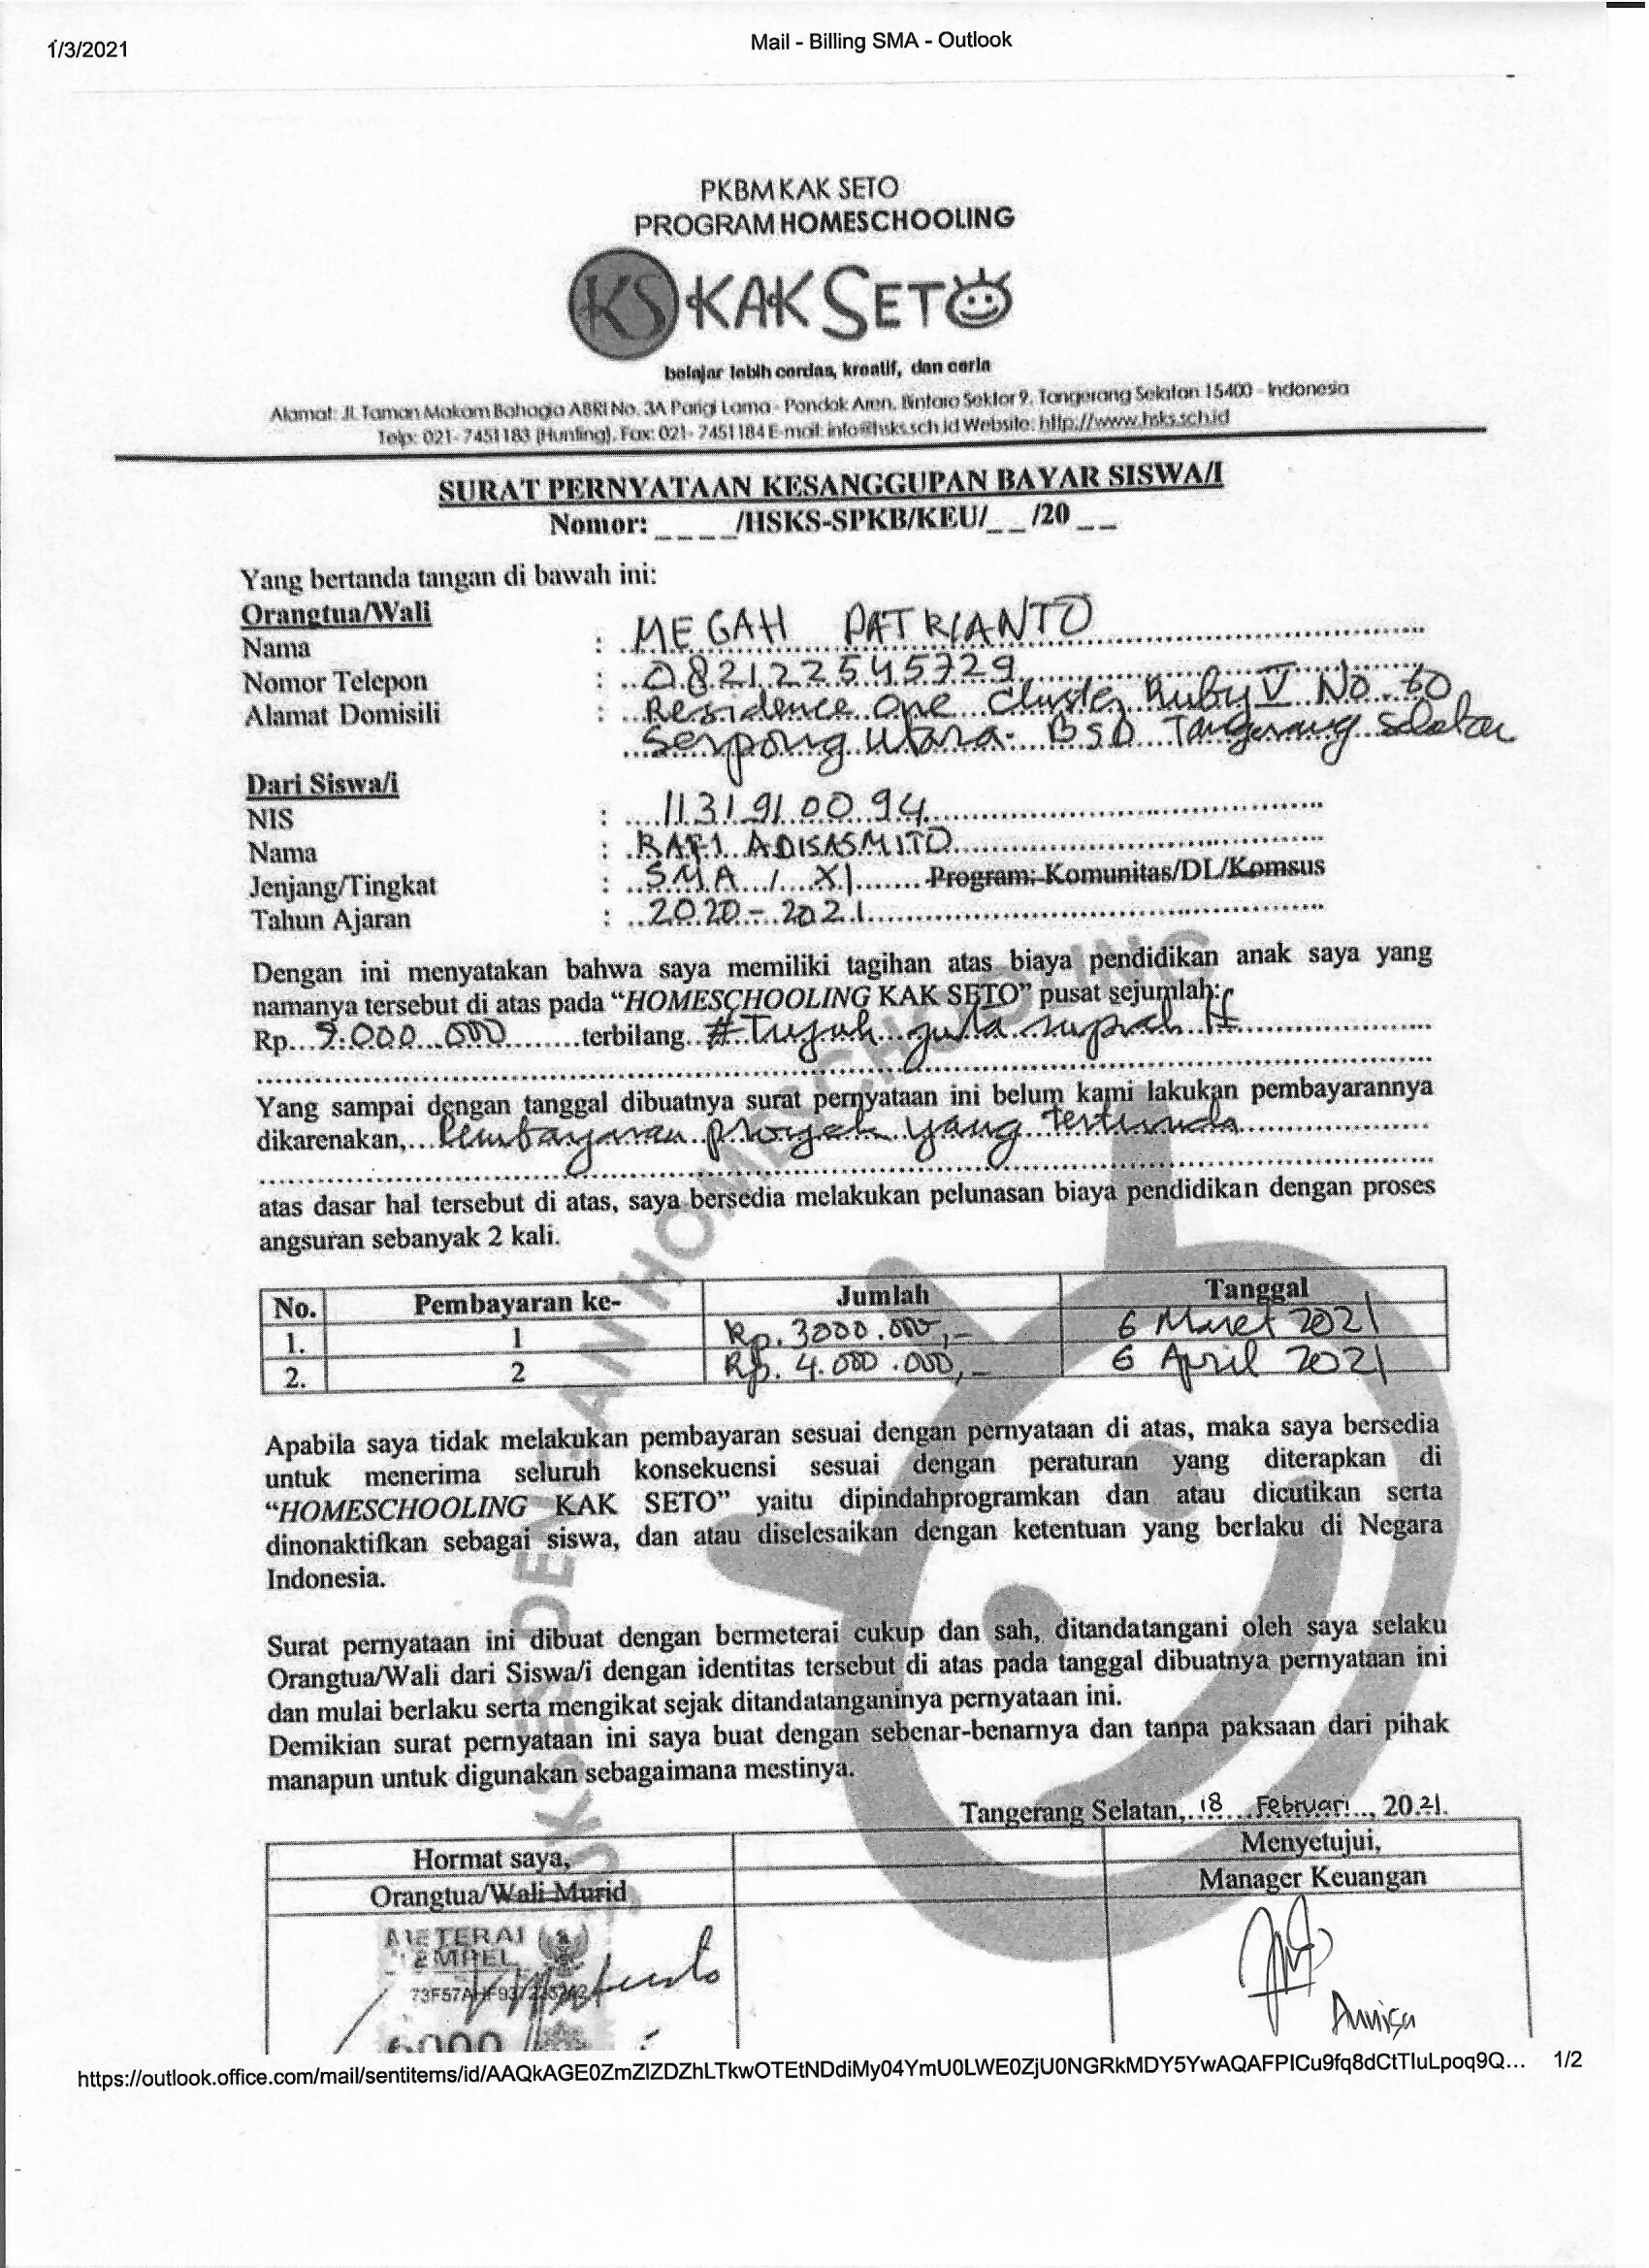 1/3/2021
Mail - Billing SMA - Outlook
PKBM KAK SETO
PROGRAM HOMESCHOOLING
KS KAK SETO
belajar lebih cerdas, kreatif, dan ceria
Alamat: Jl. Taman Makam Bahagia ABRI No. 3A Parigi Lama - Pondok Aren, Bintaro Sektor 9, Tangerang Selatan 15400 - Indonesia
Telp: 021- 7451183 (Hunting), Fax: 021- 7451184 E-mail: info@hsks.sch.id Website: http://www.hsks.sch.id
SURAT PERNYATAAN KESANGGUPAN BAYAR SISWA/I
Nomor: _ _ _ _/HSKS-SPKB/KEU/_ _ /20 _ _
Yang bertanda tangan di bawah ini:
Orangtua/Wali
Nama : MEGAH PATRIANTO
Nomor Telepon : 082122545729
Alamat Domisili : Residence One Cluster Ruby V No. 60
Serpong Utara - BSD Tangerang Selatan
Dari Siswa/i
NIS : 1131910094
Nama : RAFI ADISASMITO
Jenjang/Tingkat : SMA / XI Program: Komunitas/DL/Komsus
Tahun Ajaran : 2020 - 2021
Dengan ini menyatakan bahwa saya memiliki tagihan atas biaya pendidikan anak saya yang
namanya tersebut di atas pada “HOMESCHOOLING KAK SETO” pusat sejumlah:
Rp 7.000.000 terbilang # Tujuh juta rupiah #
Yang sampai dengan tanggal dibuatnya surat pernyataan ini belum kami lakukan pembayarannya
dikarenakan, Pembayaran proyek yang tertunda
atas dasar hal tersebut di atas, saya bersedia melakukan pelunasan biaya pendidikan dengan proses
angsuran sebanyak 2 kali.
No. Pembayaran ke- Jumlah Tanggal
1. 1 Rp. 3000.000,- 6 Maret 2021
2. 2 Rp. 4.000.000,- 6 April 2021
Apabila saya tidak melakukan pembayaran sesuai dengan pernyataan di atas, maka saya bersedia
untuk menerima seluruh konsekuensi sesuai dengan peraturan yang diterapkan di
“HOMESCHOOLING KAK SETO” yaitu dipindahprogramkan dan atau dicutikan serta
dinonaktifkan sebagai siswa, dan atau diselesaikan dengan ketentuan yang berlaku di Negara
Indonesia.
Surat pernyataan ini dibuat dengan bermeterai cukup dan sah, ditandatangani oleh saya selaku
Orangtua/Wali dari Siswa/i dengan identitas tersebut di atas pada tanggal dibuatnya pernyataan ini
dan mulai berlaku serta mengikat sejak ditandatanganinya pernyataan ini.
Demikian surat pernyataan ini saya buat dengan sebenar-benarnya dan tanpa paksaan dari pihak
manapun untuk digunakan sebagaimana mestinya.
Tangerang Selatan, 18 Februari, 2021.
Hormat saya, Menyetujui,
Orangtua/Wali Murid Manager Keuangan
METERAI
TEMPEL
6000
Annisa
https://outlook.office.com/mail/sentitems/id/AAQkAGE0ZmZlZDZhLTkwOTEtNDdiMy04YmU0LWE0ZjU0NGRkMDY5YwAQAFPICu9fq8dCtTluLpoq9Q... 1/2